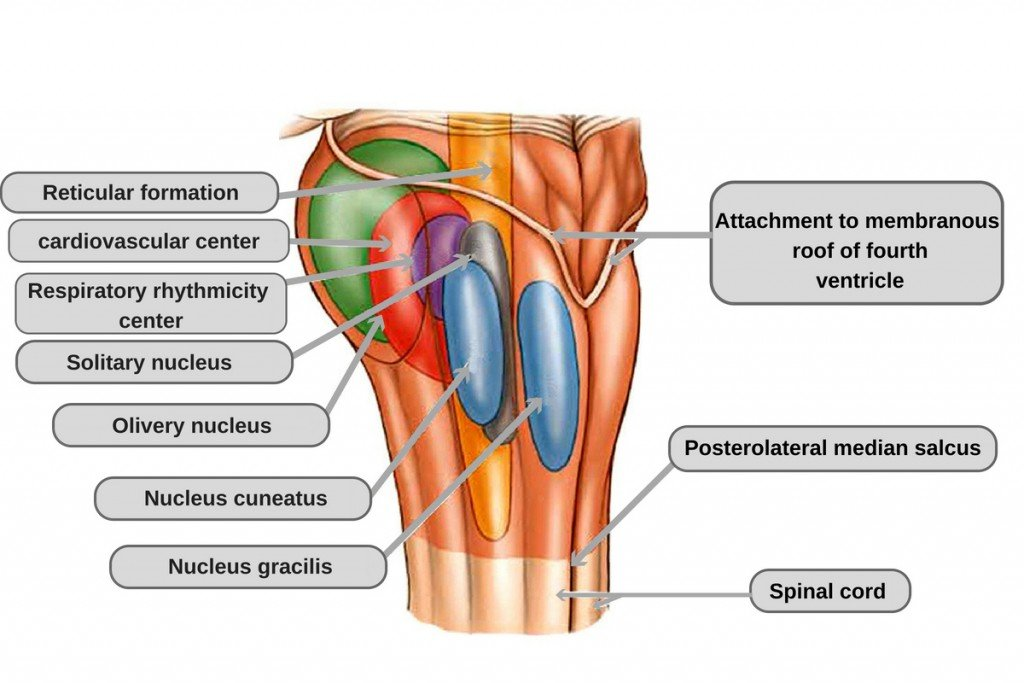 Reticular formation
cardiovascular center
Respiratory rhythmicity
center
Solitary nucleus
Olivery nucleus
Nucleus cuneatus
Nucleus gracilis
Attachment to membranous
roof of fourth
ventricle
Posterolateral median salcus
Spinal cord